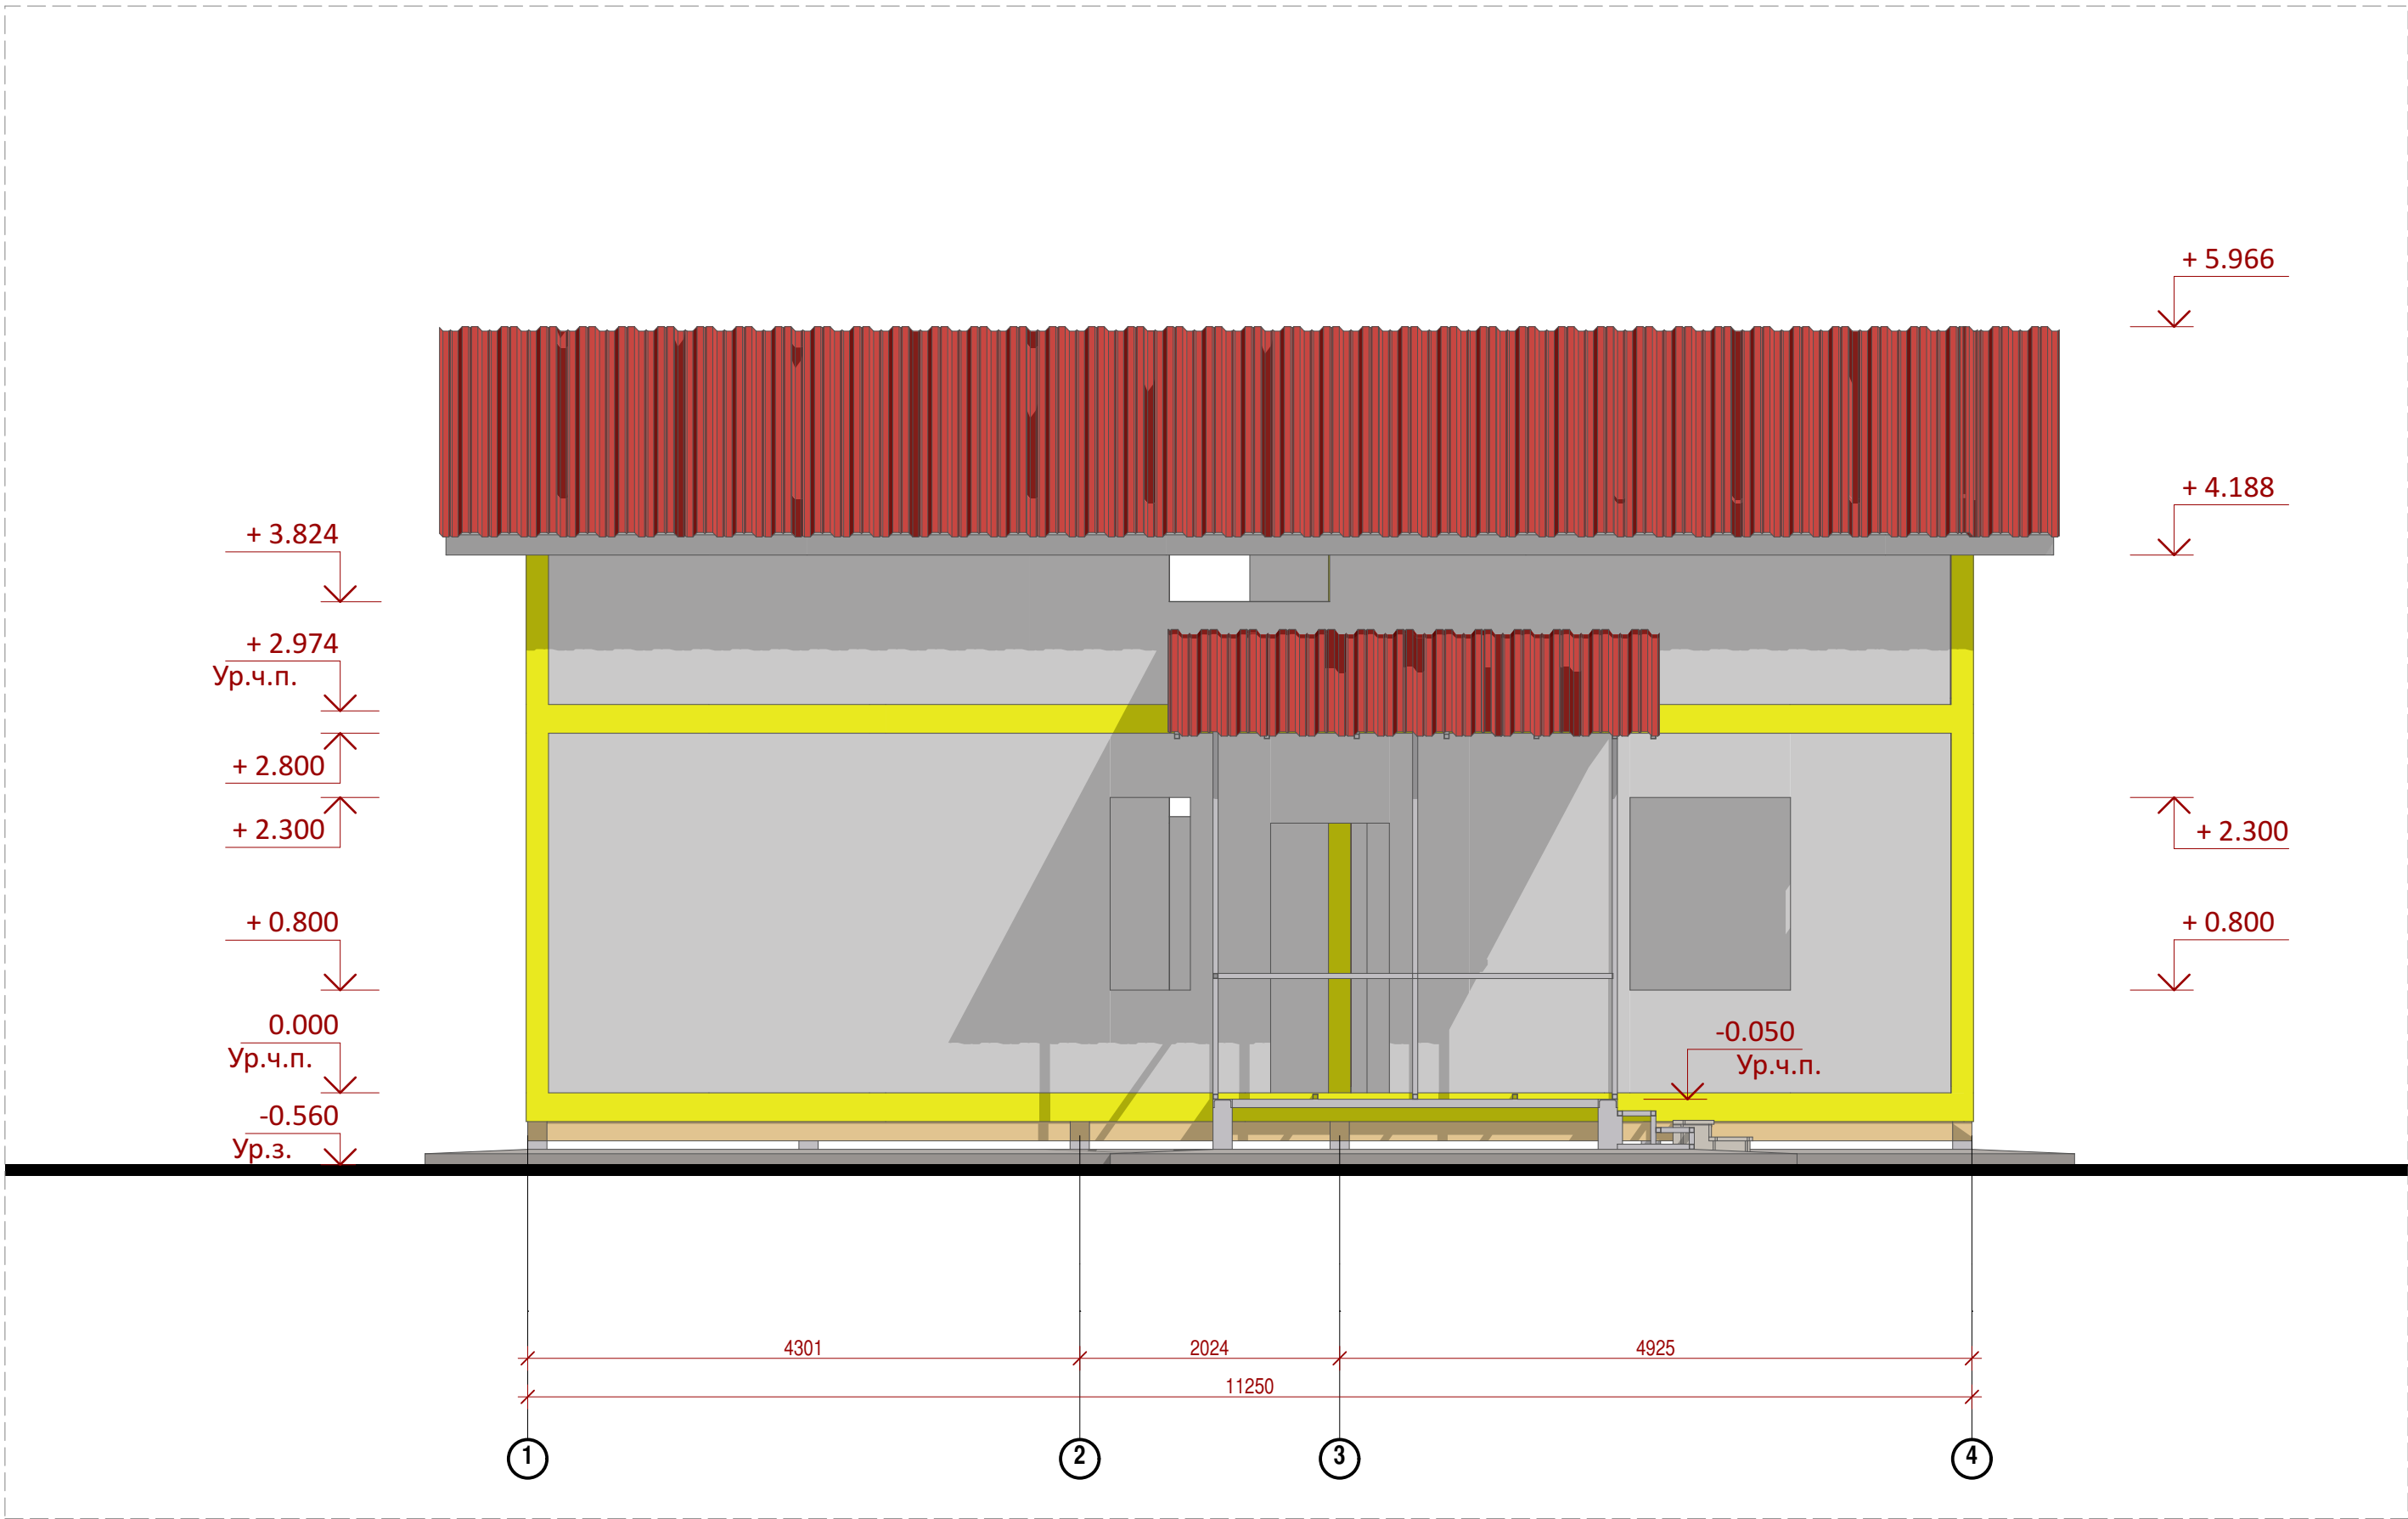 + 5.966
+ 4.188
+ 3.824
+ 2.974
Ур.ч.п.
+ 2.800
+ 2.300
+ 2.300
+ 0.800
+ 0.800
0.000
Ур.ч.п.
-0.050
Ур.ч.п.
-0.560
Ур.з.
4301 2024 4925
11250
1 2 3 4